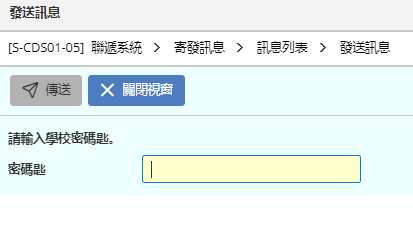 發送訊息
[S-CDS01-05] 聯遞系統 > 寄發訊息 > 訊息列表 > 發送訊息
傳送 關閉視窗
請輸入學校密碼匙。
密碼匙